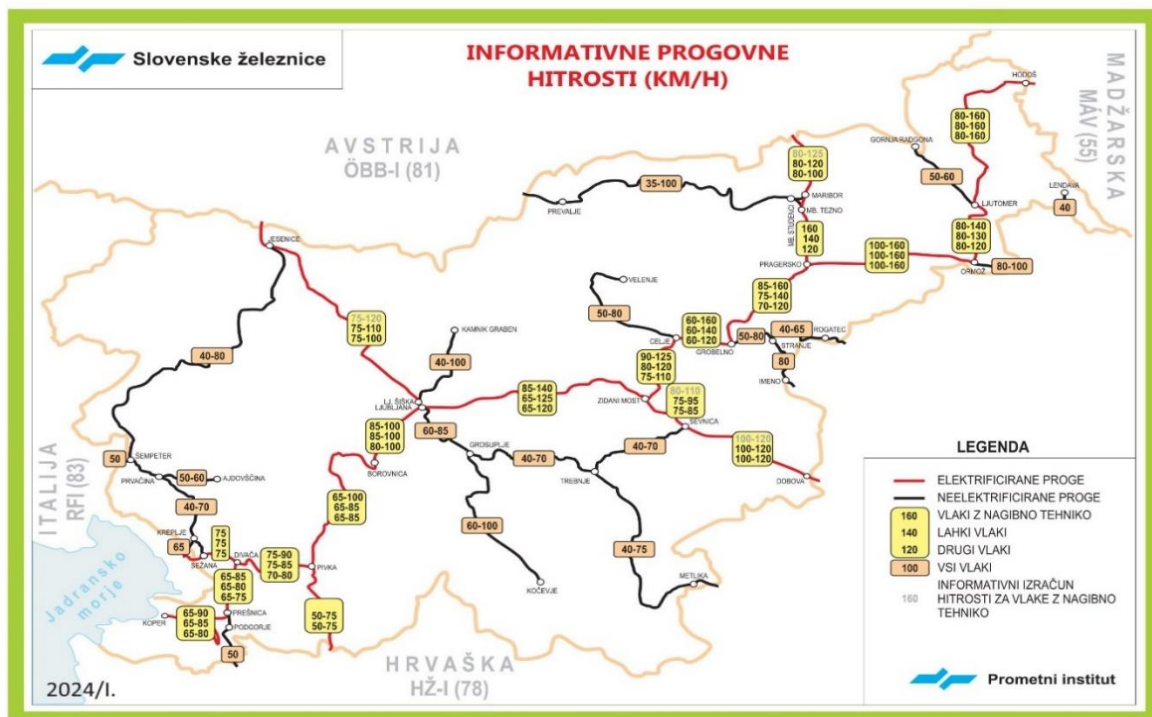 Slovenske železnice
INFORMATIVNE PROGOVNE
HITROSTI (KM/H)
AVSTRIJA
ÖBB-I (81)
MADŽARSKA
MÁV (55)
ITALIJA
RFI (83)
HRVAŠKA
HŽ-I (78)
Jadransko
morje
HODOŠ
80-160
80-160
80-160
GORNJA RADGONA
50-60
LENDAVA
40
LJUTOMER
80-140
80-130
80-120
ORMOŽ
80-100
80-125
80-120
80-100
MARIBOR
MB. TEZNO
MB. STUDENCI
35-100
PREVALJE
160
140
120
PRAGERSKO
100-160
100-160
100-160
85-160
75-140
70-120
VELENJE
50-80
CELJE
60-160
60-140
60-120
GROBELNO
50-80
40-65
ROGATEC
STRANJE
80
IMENO
90-125
80-120
75-110
ZIDANI MOST
80-110
75-95
75-85
SEVNICA
100-120
100-120
100-120
DOBOVA
JESENICE
75-120
75-110
75-100
40-80
KAMNIK GRABEN
40-100
LJ. ŠIŠKA
LJUBLJANA
85-140
65-125
65-120
60-85
GROSUPLJE
40-70
TREBNJE
40-70
60-100
KOČEVJE
40-75
METLIKA
85-100
85-100
80-100
BOROVNICA
65-100
65-85
65-85
ŠEMPETER
50
PRVAČINA
50-60
AJDOVŠČINA
40-70
KREPLJE
65
SEŽANA
75
75
75
DIVAČA
75-90
75-85
70-80
PIVKA
65-85
65-80
65-75
PREŠNICA
PODGORJE
50
KOPER
65-90
65-85
65-80
50-75
50-75
LEGENDA
ELEKTRIFICIRANE PROGE
NEELEKTRIFICIRANE PROGE
160 VLAKI Z NAGIBNO TEHNIKO
140 LAHKI VLAKI
120 DRUGI VLAKI
100 VSI VLAKI
INFORMATIVNI IZRAČUN
160 HITROSTI ZA VLAKE Z NAGIBNO
TEHNIKO
2024/I.
Prometni institut